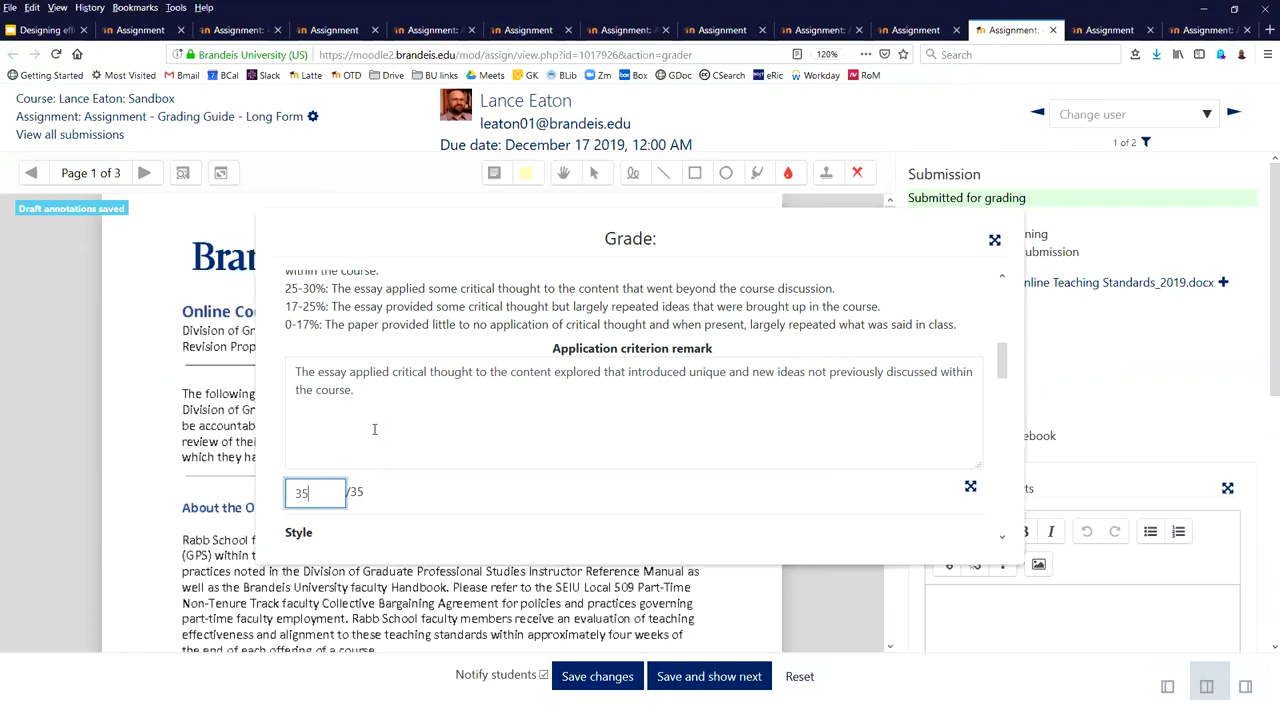 File Edit View History Bookmarks Tools Help
Designing eff Assignment Assignment: Assignment Assignment: Assignment Assignment: Assignment Assignment: Assignment Assignment: Assignment Assignment:
Brandeis University (US) https://moodle2.brandeis.edu/mod/assign/view.php?id=1017926&action=grader 120% Search
Getting Started Most Visited Bmail BCal Slack Latte OTD Drive BU links Meets GK BLib Zm Box GDoc CSearch eRic Workday RoM
Course: Lance Eaton: Sandbox
Assignment: Assignment - Grading Guide - Long Form
View all submissions
Lance Eaton
leaton01@brandeis.edu
Due date: December 17 2019, 12:00 AM
Change user
1 of 2
Page 1 of 3
Draft annotations saved
Submission
Submitted for grading
ning
ubmission
nline Teaching Standards_2019.docx
ebook
ts
B I
Bran
Online Co
Division of Gr
Revision Prop
The following
Division of Gr
be accountab
review of thei
which they ha
About the O
Rabb School f
(GPS) within t
practices noted in the Division of Graduate Professional Studies Instructor Reference Manual as
well as the Brandeis University faculty Handbook. Please refer to the SEIU Local 509 Part-Time
Non-Tenure Track faculty Collective Bargaining Agreement for policies and practices governing
part-time faculty employment. Rabb School faculty members receive an evaluation of teaching
effectiveness and alignment to these teaching standards within approximately four weeks of
the end of each offering of a course.
Grade:
within the course.
25-30%: The essay applied some critical thought to the content that went beyond the course discussion.
17-25%: The essay provided some critical thought but largely repeated ideas that were brought up in the course.
0-17%: The paper provided little to no application of critical thought and when present, largely repeated what was said in class.
Application criterion remark
The essay applied critical thought to the content explored that introduced unique and new ideas not previously discussed within
the course.
35 /35
Style
Notify students Save changes Save and show next Reset